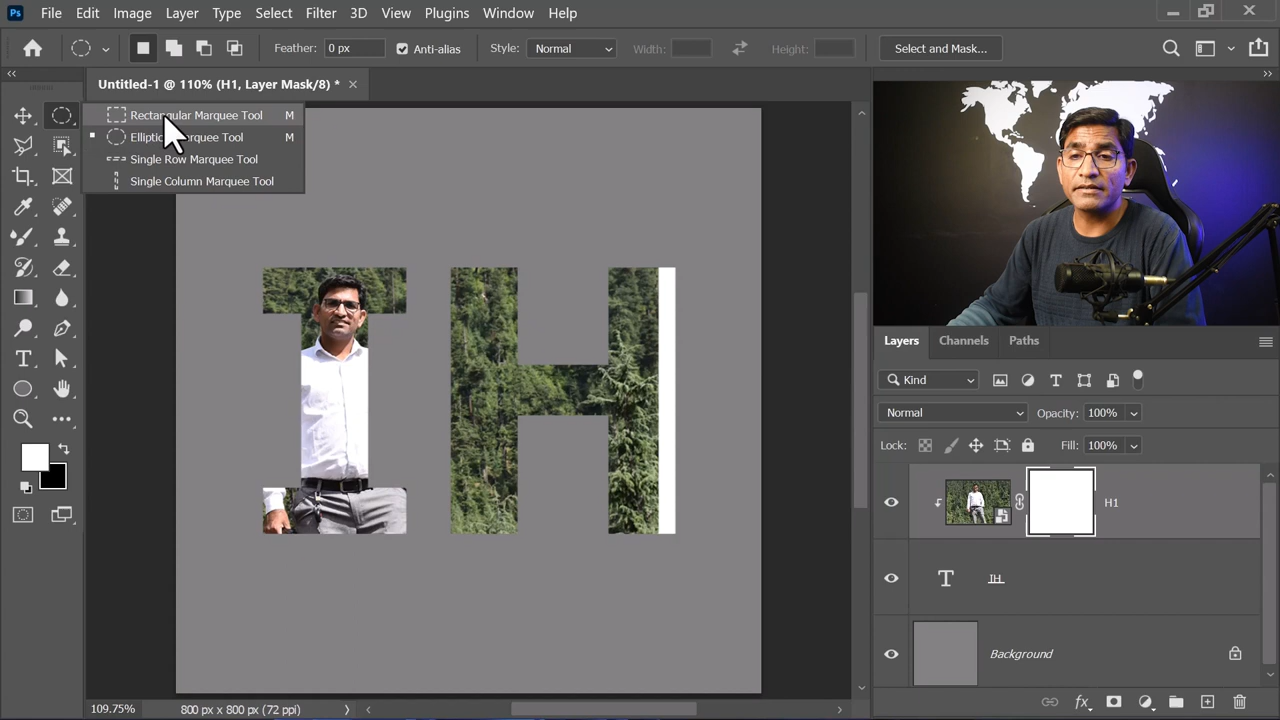 Ps File Edit Image Layer Type Select Filter 3D View Plugins Window Help
Feather: 0 px Anti-alias Style: Normal Width: Height: Select and Mask...
Untitled-1 @ 110% (H1, Layer Mask/8) *
Rectangular Marquee Tool M
Marquee Tool M
Single Row Marquee Tool
Single Column Marquee Tool
IH
Layers Channels Paths
Kind
Normal Opacity: 100%
Lock: Fill: 100%
H1
T IH
Background
109.75% 800 px x 800 px (72 ppi)